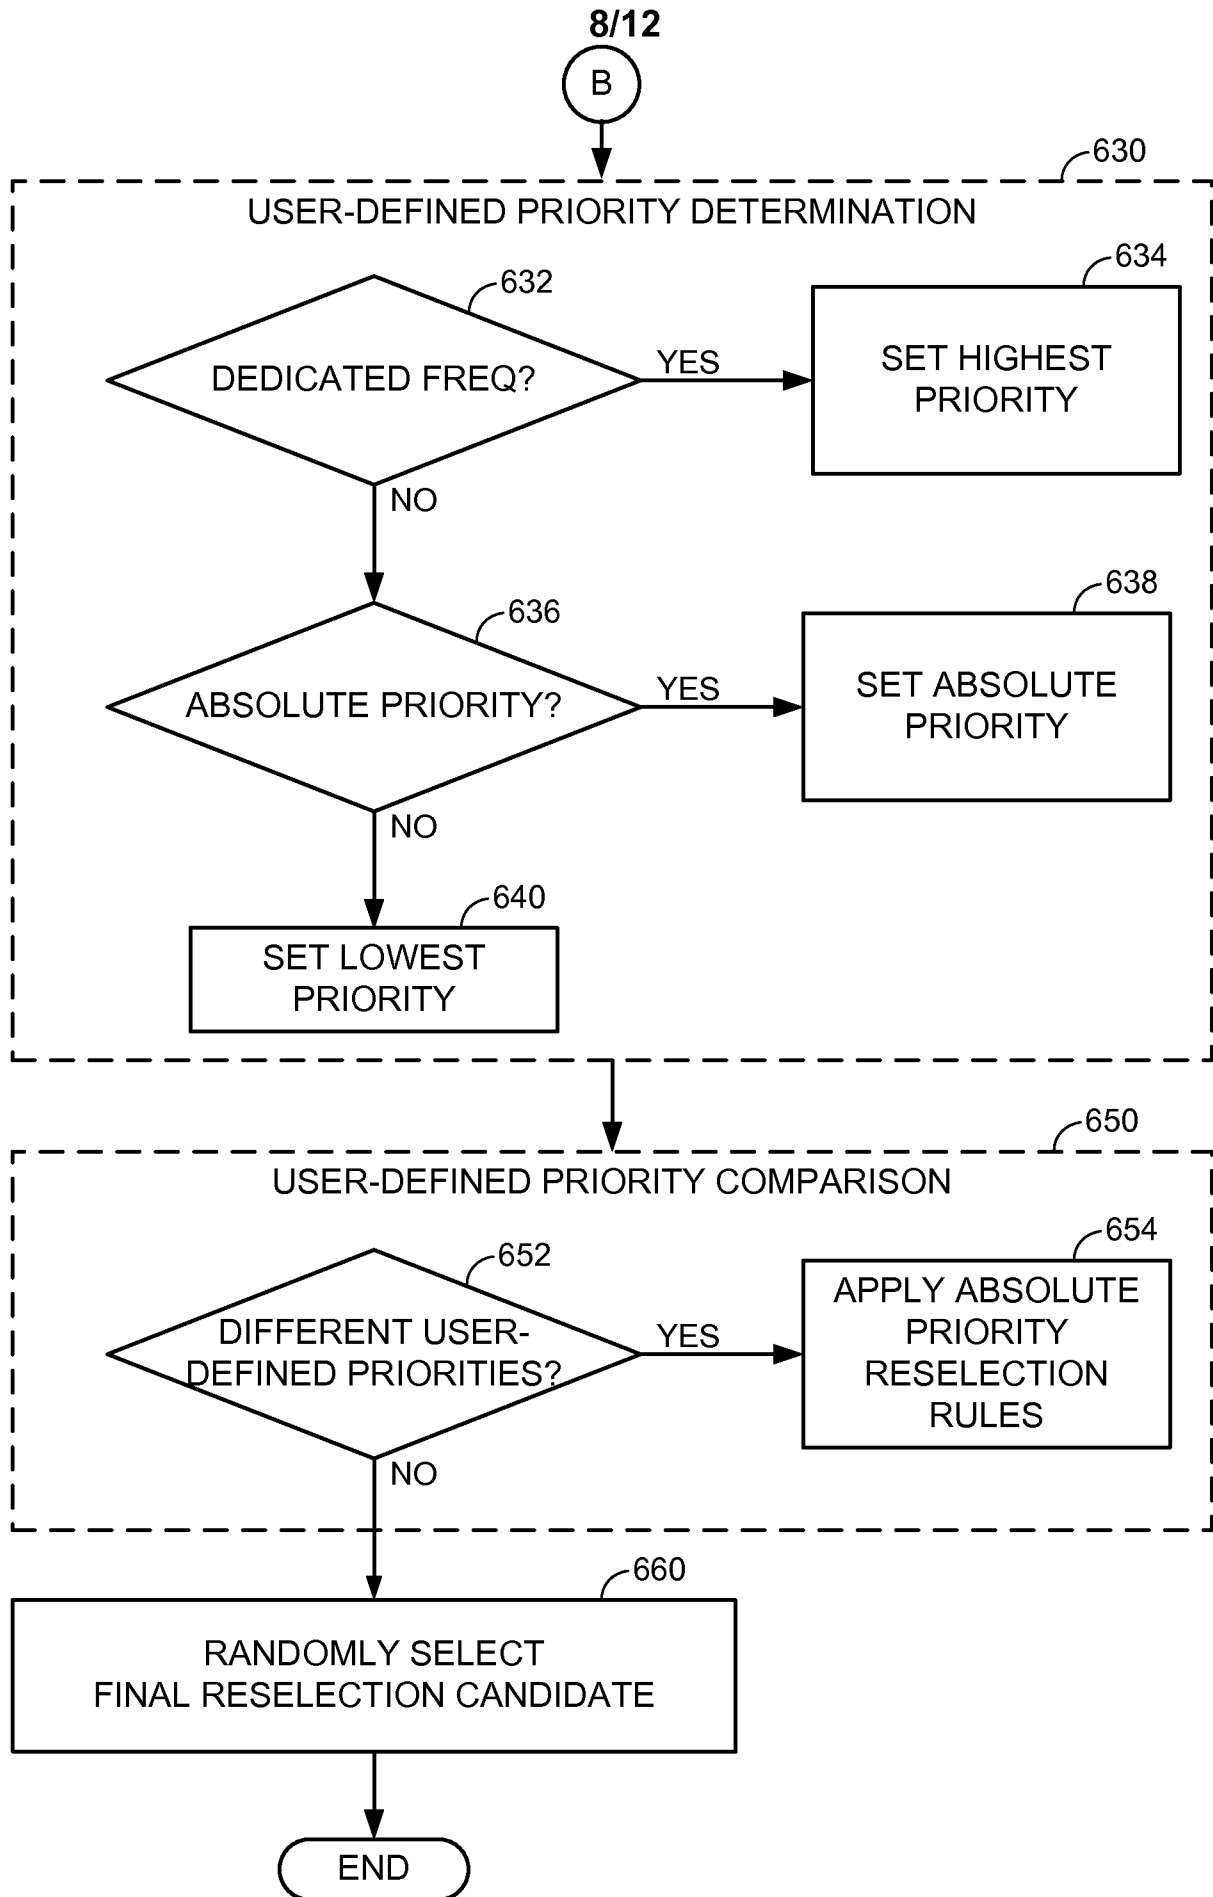 8/12
B
630
USER-DEFINED PRIORITY DETERMINATION
632
634
DEDICATED FREQ?
YES
SET HIGHEST
PRIORITY
NO
636
638
ABSOLUTE PRIORITY?
YES
SET ABSOLUTE
PRIORITY
NO
640
SET LOWEST
PRIORITY
650
USER-DEFINED PRIORITY COMPARISON
652
654
DIFFERENT USER-
DEFINED PRIORITIES?
YES
APPLY ABSOLUTE
PRIORITY
RESELECTION
RULES
NO
660
RANDOMLY SELECT
FINAL RESELECTION CANDIDATE
END